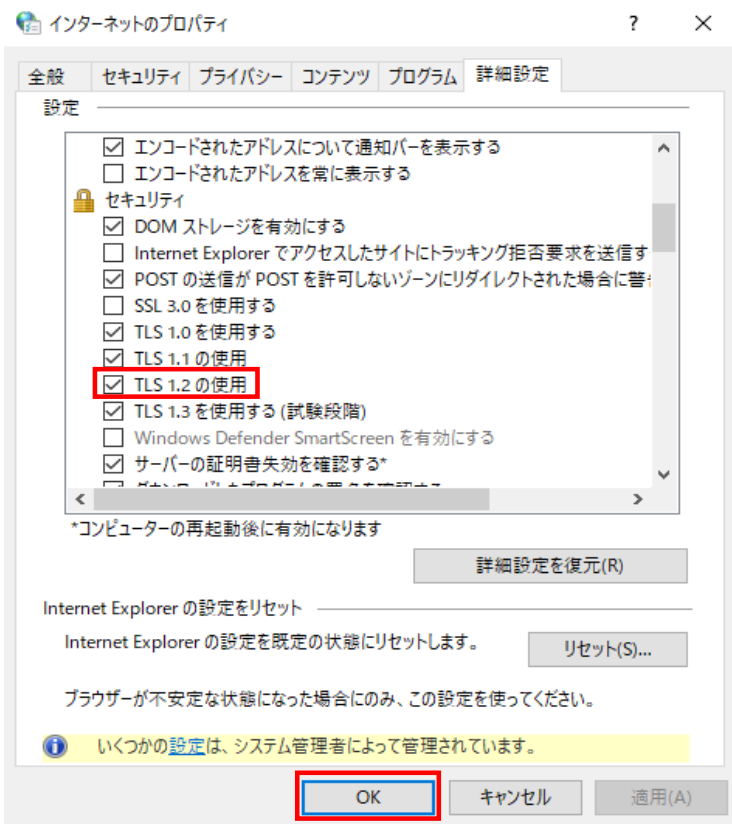 インターネットのプロパティ
全般 セキュリティ プライバシー コンテンツ プログラム 詳細設定
設定
エンコードされたアドレスについて通知バーを表示する
エンコードされたアドレスを常に表示する
セキュリティ
DOM ストレージを有効にする
Internet Explorer でアクセスしたサイトにトラッキング拒否要求を送信す
POST の送信が POST を許可しないゾーンにリダイレクトされた場合に警
SSL 3.0 を使用する
TLS 1.0 を使用する
TLS 1.1 の使用
TLS 1.2 の使用
TLS 1.3 を使用する (試験段階)
Windows Defender SmartScreen を有効にする
サーバーの証明書失効を確認する*
*コンピューターの再起動後に有効になります
詳細設定を復元(R)
Internet Explorer の設定をリセット
Internet Explorer の設定を既定の状態にリセットします。
リセット(S)...
ブラウザーが不安定な状態になった場合にのみ、この設定を使ってください。
いくつかの設定は、システム管理者によって管理されています。
OK キャンセル 適用(A)